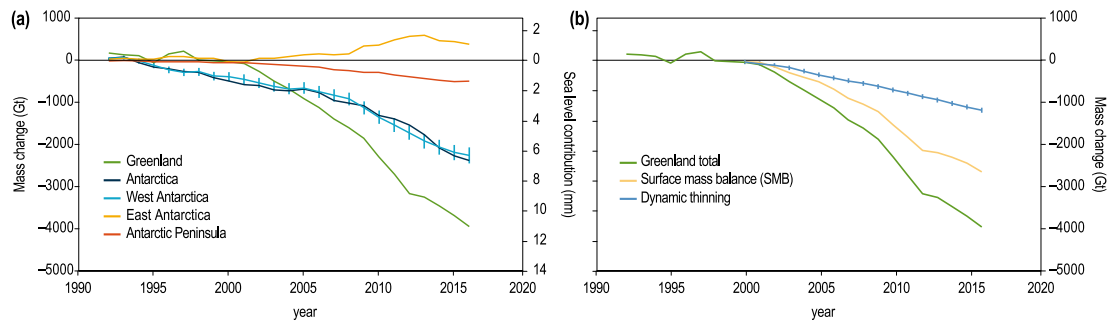 (a)
1000
0
−1000
−2000
−3000
−4000
−5000
Mass change (Gt)
Greenland
Antarctica
West Antarctica
East Antarctica
Antarctic Peninsula
1990
1995
2000
2005
2010
2015
2020
year
2
0
2
4
6
8
10
12
14
Sea level contribution (mm)
(b)
Greenland total
Surface mass balance (SMB)
Dynamic thinning
1990
1995
2000
2005
2010
2015
2020
year
1000
0
−1000
−2000
−3000
−4000
−5000
Mass change (Gt)